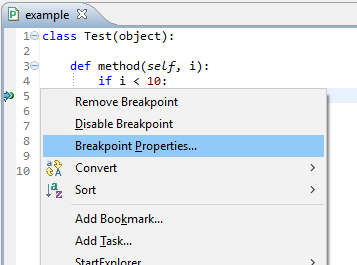 example
1 class Test(object):
2
3 def method(self, i):
4 if i < 10:
5
6
7
8
9
10
Remove Breakpoint
Disable Breakpoint
Breakpoint Properties...
Convert
Sort
Add Bookmark...
Add Task...
StartExplorer